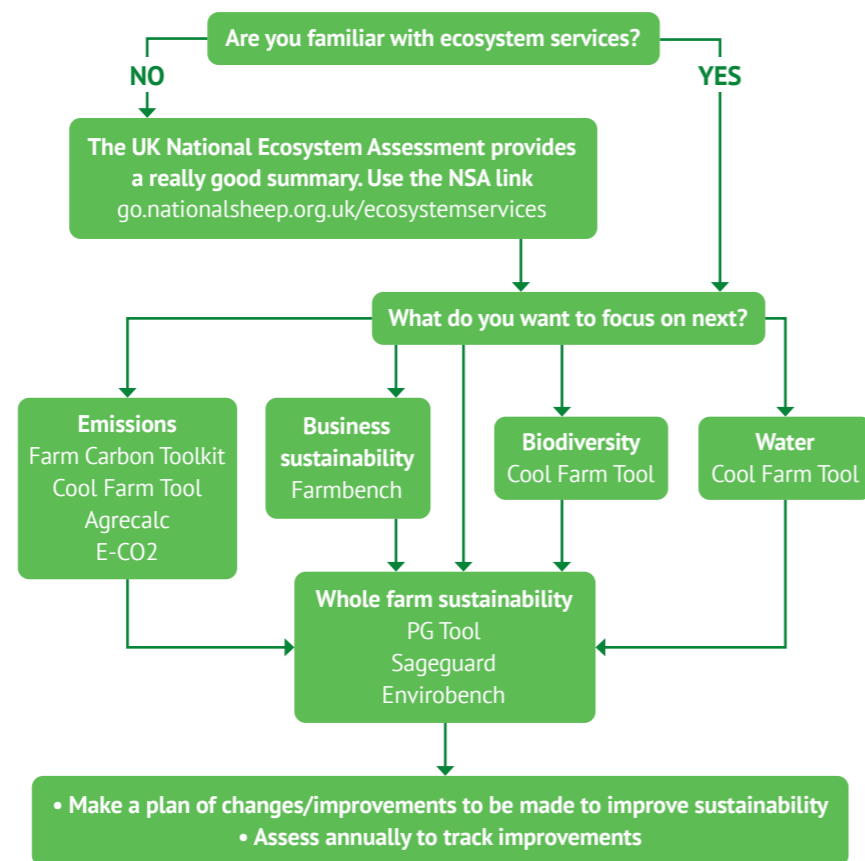 Are you familiar with ecosystem services?
NO
YES
The UK National Ecosystem Assessment provides
a really good summary. Use the NSA link
go.nationalsheep.org.uk/ecosystemservices
What do you want to focus on next?
Emissions
Farm Carbon Toolkit
Cool Farm Tool
Agrecalc
E-CO2
Business
sustainability
Farmbench
Biodiversity
Cool Farm Tool
Water
Cool Farm Tool
Whole farm sustainability
PG Tool
Sageguard
Envirobench
• Make a plan of changes/improvements to be made to improve sustainability
• Assess annually to track improvements